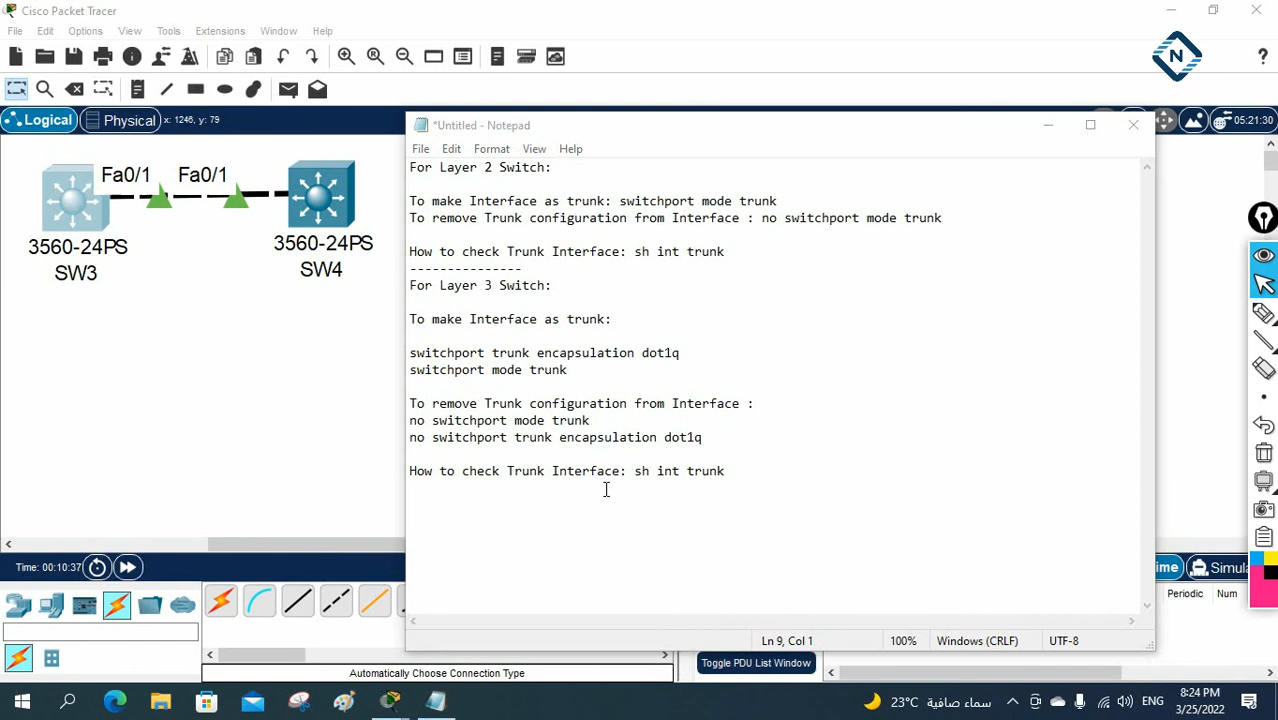 Cisco Packet Tracer
File Edit Options View Tools Extensions Window Help
N
Logical
Physical
x: 1246, y: 79
05:21:30
Fa0/1
Fa0/1
3560-24PS
SW3
3560-24PS
SW4
*Untitled - Notepad
File Edit Format View Help
For Layer 2 Switch:
To make Interface as trunk: switchport mode trunk
To remove Trunk configuration from Interface : no switchport mode trunk
How to check Trunk Interface: sh int trunk
---------------
For Layer 3 Switch:
To make Interface as trunk:
switchport trunk encapsulation dot1q
switchport mode trunk
To remove Trunk configuration from Interface :
no switchport mode trunk
no switchport trunk encapsulation dot1q
How to check Trunk Interface: sh int trunk
Ln 9, Col 1
100%
Windows (CRLF)
UTF-8
Time: 00:10:37
ime
Simula
Periodic
Num
Automatically Choose Connection Type
Toggle PDU List Window
23°C سماء صافية
ENG
8:24 PM
3/25/2022